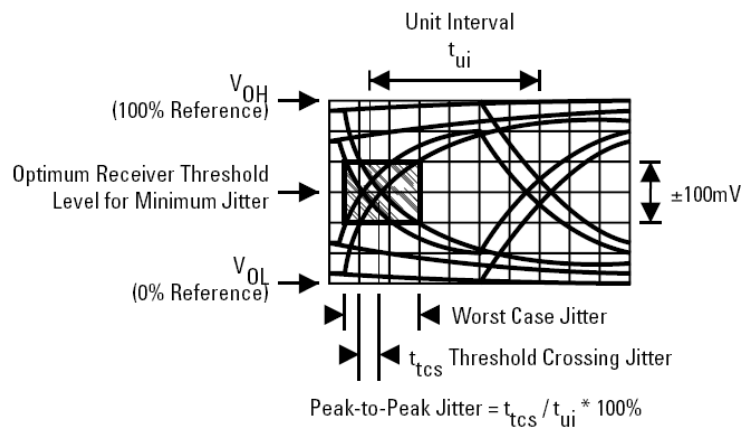 Unit Interval
tui
VOH
(100% Reference)
Optimum Receiver Threshold
Level for Minimum Jitter
±100mV
VOL
(0% Reference)
Worst Case Jitter
ttcs Threshold Crossing Jitter
Peak-to-Peak Jitter = ttcs / tui * 100%